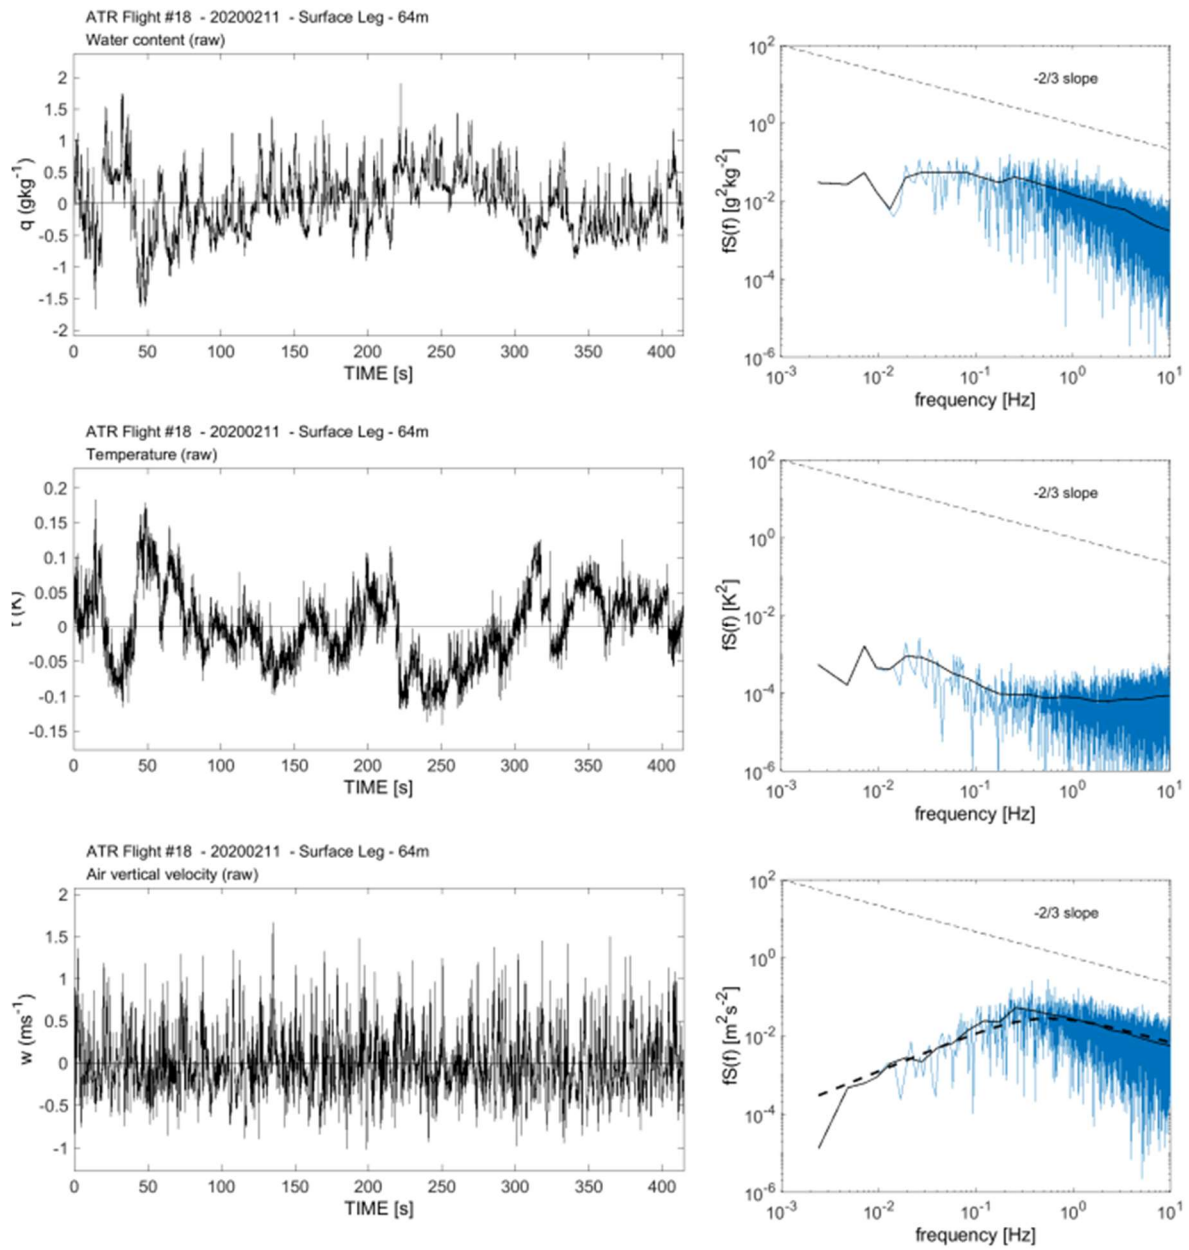 ATR Flight #18 - 20200211 - Surface Leg - 64m
Water content (raw)
2
1.5
1
0.5
0
-0.5
-1
-1.5
-2
q (gkg⁻¹)
0 50 100 150 200 250 300 350 400
TIME [s]
10² 10⁰ 10⁻² 10⁻⁴ 10⁻⁶
fS(f) [g²kg⁻²]
-2/3 slope
10⁻³ 10⁻² 10⁻¹ 10⁰ 10¹
frequency [Hz]
ATR Flight #18 - 20200211 - Surface Leg - 64m
Temperature (raw)
0.2
0.15
0.1
0.05
0
-0.05
-0.1
-0.15
t (K)
0 50 100 150 200 250 300 350 400
TIME [s]
10² 10⁰ 10⁻² 10⁻⁴ 10⁻⁶
fS(f) [K²]
-2/3 slope
10⁻³ 10⁻² 10⁻¹ 10⁰ 10¹
frequency [Hz]
ATR Flight #18 - 20200211 - Surface Leg - 64m
Air vertical velocity (raw)
2
1.5
1
0.5
0
-0.5
-1
w (ms⁻¹)
0 50 100 150 200 250 300 350 400
TIME [s]
10² 10⁰ 10⁻² 10⁻⁴ 10⁻⁶
fS(f) [m²s⁻²]
-2/3 slope
10⁻³ 10⁻² 10⁻¹ 10⁰ 10¹
frequency [Hz]